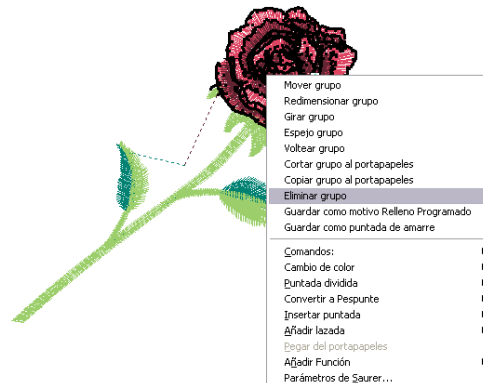 Mover grupo
Redimensionar grupo
Girar grupo
Espejo grupo
Voltear grupo
Cortar grupo al portapapeles
Copiar grupo al portapapeles
Eliminar grupo
Guardar como motivo Relleno Programado
Guardar como puntada de amarre
Comandos:
Cambio de color
Puntada dividida
Convertir a Pespunte
Insertar puntada
Añadir lazada
Pegar del portapapeles
Añadir Función
Parámetros de Saurer...